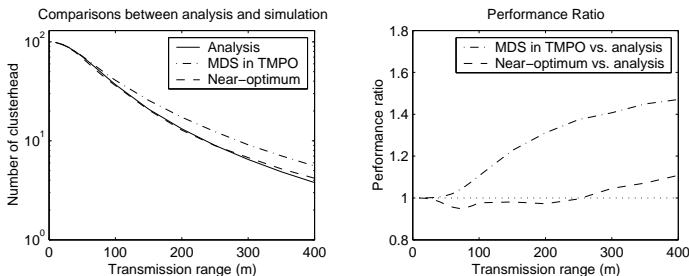 Comparisons between analysis and simulation
Number of clusterhead
10^2
10^1
10^0
Analysis
MDS in TMPO
Near-optimum
0 100 200 300 400
Transmission range (m)
Performance Ratio
Performance ratio
1.8
1.6
1.4
1.2
1
0.8
MDS in TMPO vs. analysis
Near-optimum vs. analysis
0 100 200 300 400
Transmission range (m)